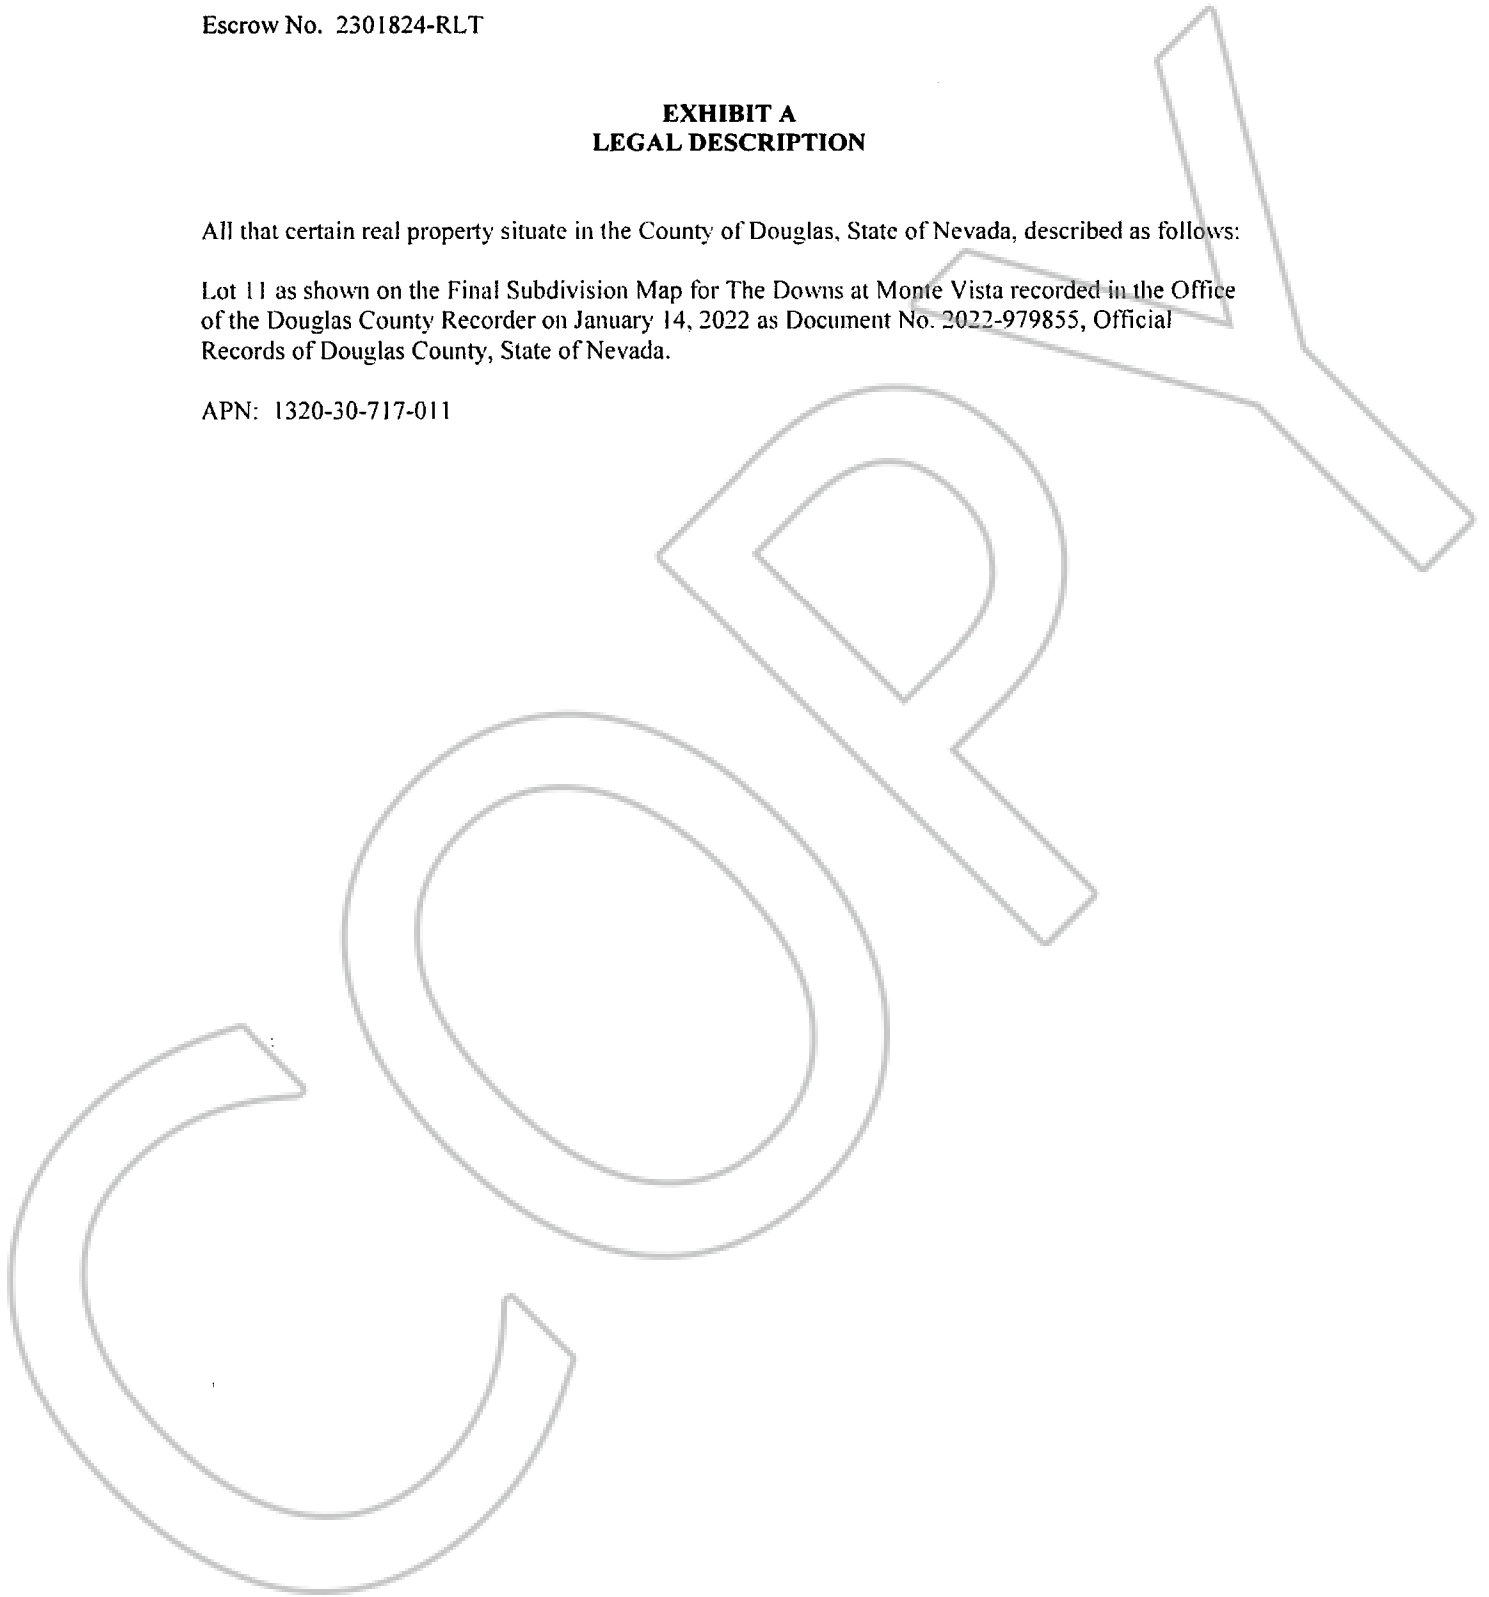 Escrow No. 2301824-RLT
EXHIBIT A
LEGAL DESCRIPTION
All that certain real property situate in the County of Douglas, State of Nevada, described as follows:
Lot 11 as shown on the Final Subdivision Map for The Downs at Monte Vista recorded in the Office
of the Douglas County Recorder on January 14, 2022 as Document No. 2022-979855, Official
Records of Douglas County, State of Nevada.
APN: 1320-30-717-011
COPY